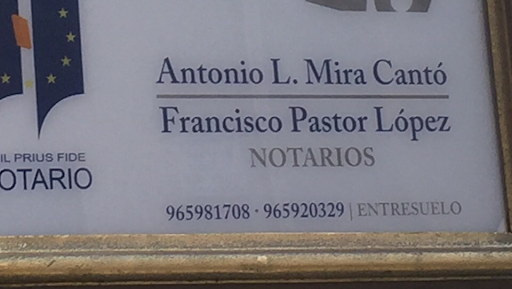 Antonio L. Mira Cantó
Francisco Pastor López
NOTARIOS
965981708 · 965920329 | ENTRESUELO
IL PRIUS FIDE
OTARIO